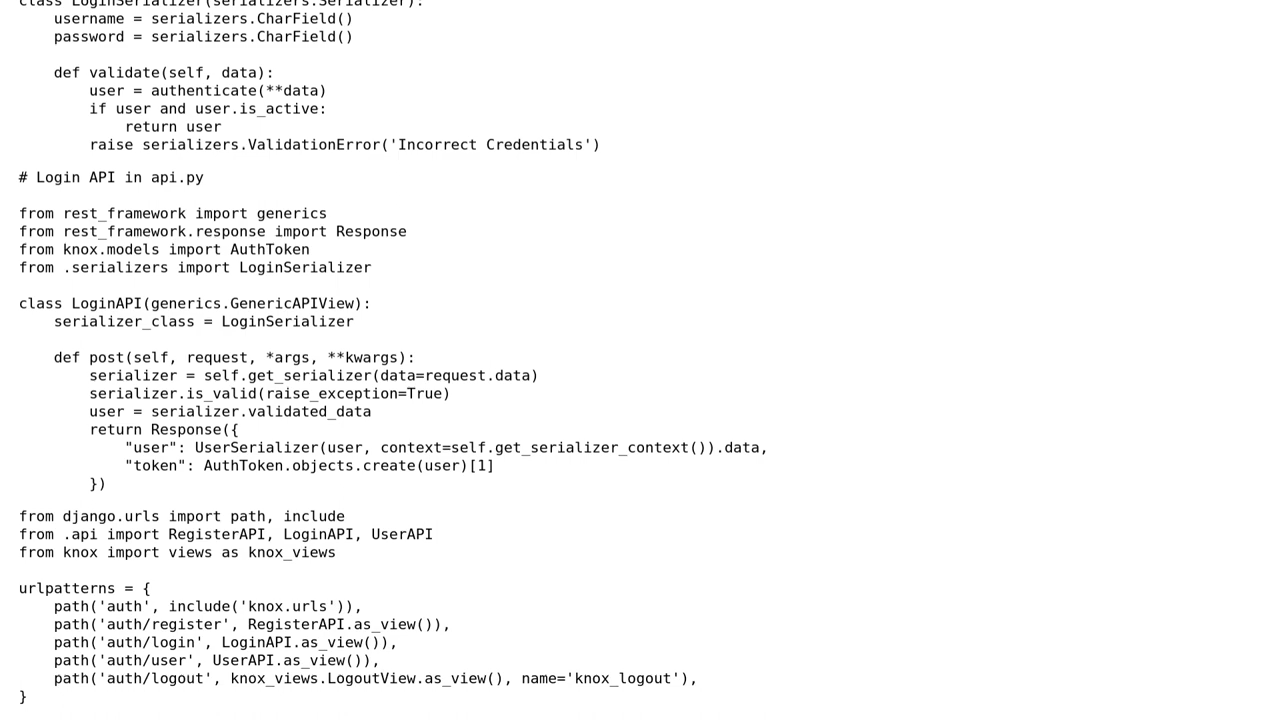 class LoginSerializer(serializers.Serializer):
    username = serializers.CharField()
    password = serializers.CharField()

    def validate(self, data):
        user = authenticate(**data)
        if user and user.is_active:
            return user
        raise serializers.ValidationError('Incorrect Credentials')

# Login API in api.py

from rest_framework import generics
from rest_framework.response import Response
from knox.models import AuthToken
from .serializers import LoginSerializer

class LoginAPI(generics.GenericAPIView):
    serializer_class = LoginSerializer

    def post(self, request, *args, **kwargs):
        serializer = self.get_serializer(data=request.data)
        serializer.is_valid(raise_exception=True)
        user = serializer.validated_data
        return Response({
            "user": UserSerializer(user, context=self.get_serializer_context()).data,
            "token": AuthToken.objects.create(user)[1]
        })

from django.urls import path, include
from .api import RegisterAPI, LoginAPI, UserAPI
from knox import views as knox_views

urlpatterns = {
    path('auth', include('knox.urls')),
    path('auth/register', RegisterAPI.as_view()),
    path('auth/login', LoginAPI.as_view()),
    path('auth/user', UserAPI.as_view()),
    path('auth/logout', knox_views.LogoutView.as_view(), name='knox_logout'),
}